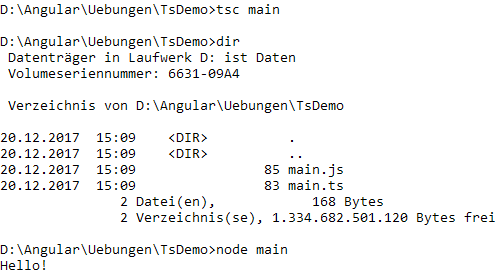 D:\Angular\Uebungen\TsDemo>tsc main
D:\Angular\Uebungen\TsDemo>dir
Datenträger in Laufwerk D: ist Daten
Volumeseriennummer: 6631-09A4
Verzeichnis von D:\Angular\Uebungen\TsDemo
20.12.2017  15:09    <DIR>          .
20.12.2017  15:09    <DIR>          ..
20.12.2017  15:09                85 main.js
20.12.2017  15:09                83 main.ts
2 Datei(en),            168 Bytes
2 Verzeichnis(se), 1.334.682.501.120 Bytes frei
D:\Angular\Uebungen\TsDemo>node main
Hello!